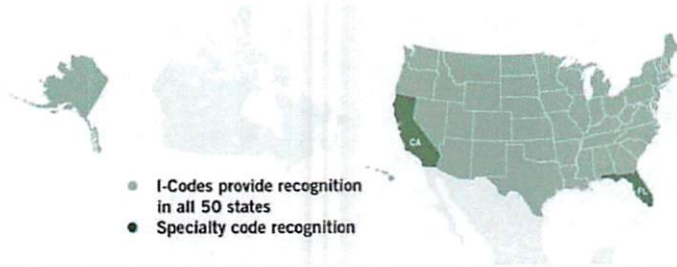 CA
FL
I-Codes provide recognition
in all 50 states
Specialty code recognition